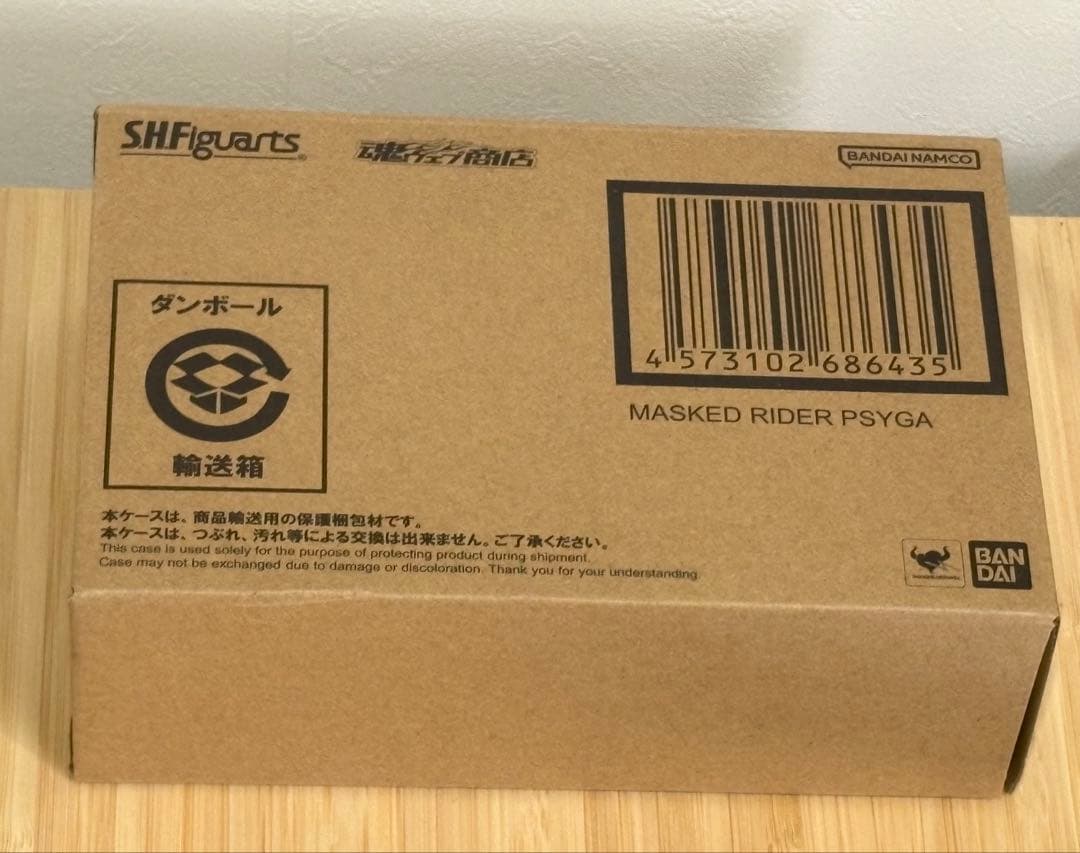 S.H.Figuarts
魂ウェブ商店
BANDAI NAMCO
4 573102 686435
MASKED RIDER PSYGA
ダンボール
輸送箱
本ケースは、商品輸送用の保護梱包材です。
本ケースは、つぶれ、汚れ等による交換は出来ません。ご了承ください。
This case is used solely for the purpose of protecting product during shipment.
Case may not be exchanged due to damage or discoloration. Thank you for your understanding.
BAN
DAI